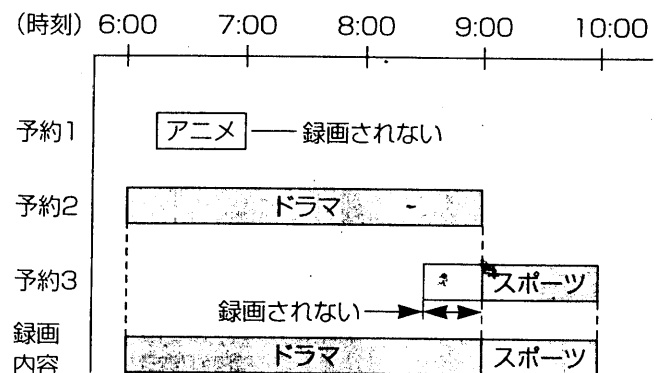 (時刻) 6:00 7:00 8:00 9:00 10:00
予約1 アニメ 録画されない
予約2 ドラマ
予約3 スポーツ
録画されない
録画
内容 ドラマ スポーツ